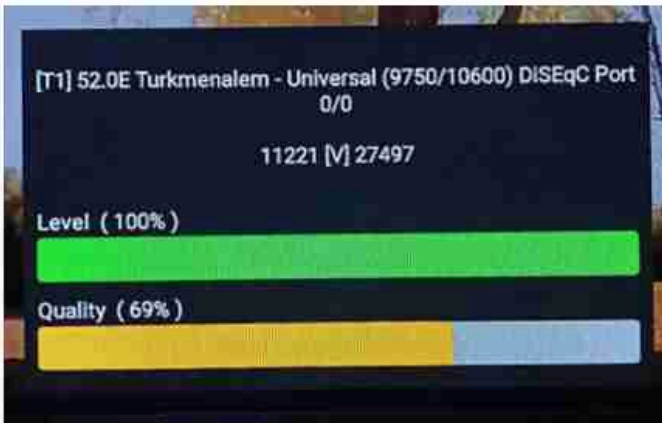 [T1] 52.0E Turkmenalem - Universal (9750/10600) DiSEqC Port
0/0
11221 [V] 27497
Level ( 100% )
Quality ( 69% )